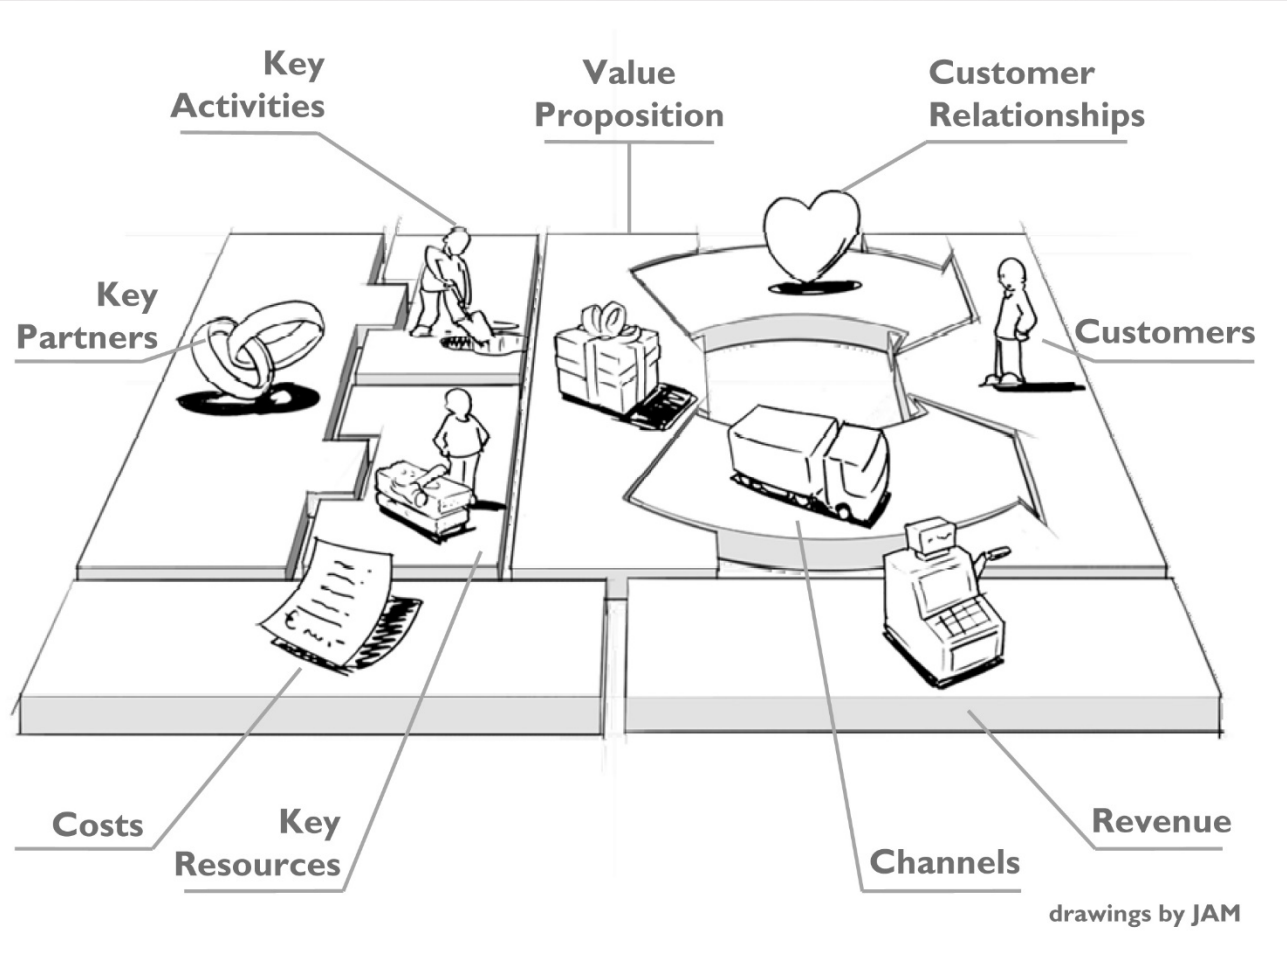 Key
Activities
Value
Proposition
Customer
Relationships
Key
Partners
Customers
Costs
Key
Resources
Channels
Revenue
drawings by JAM